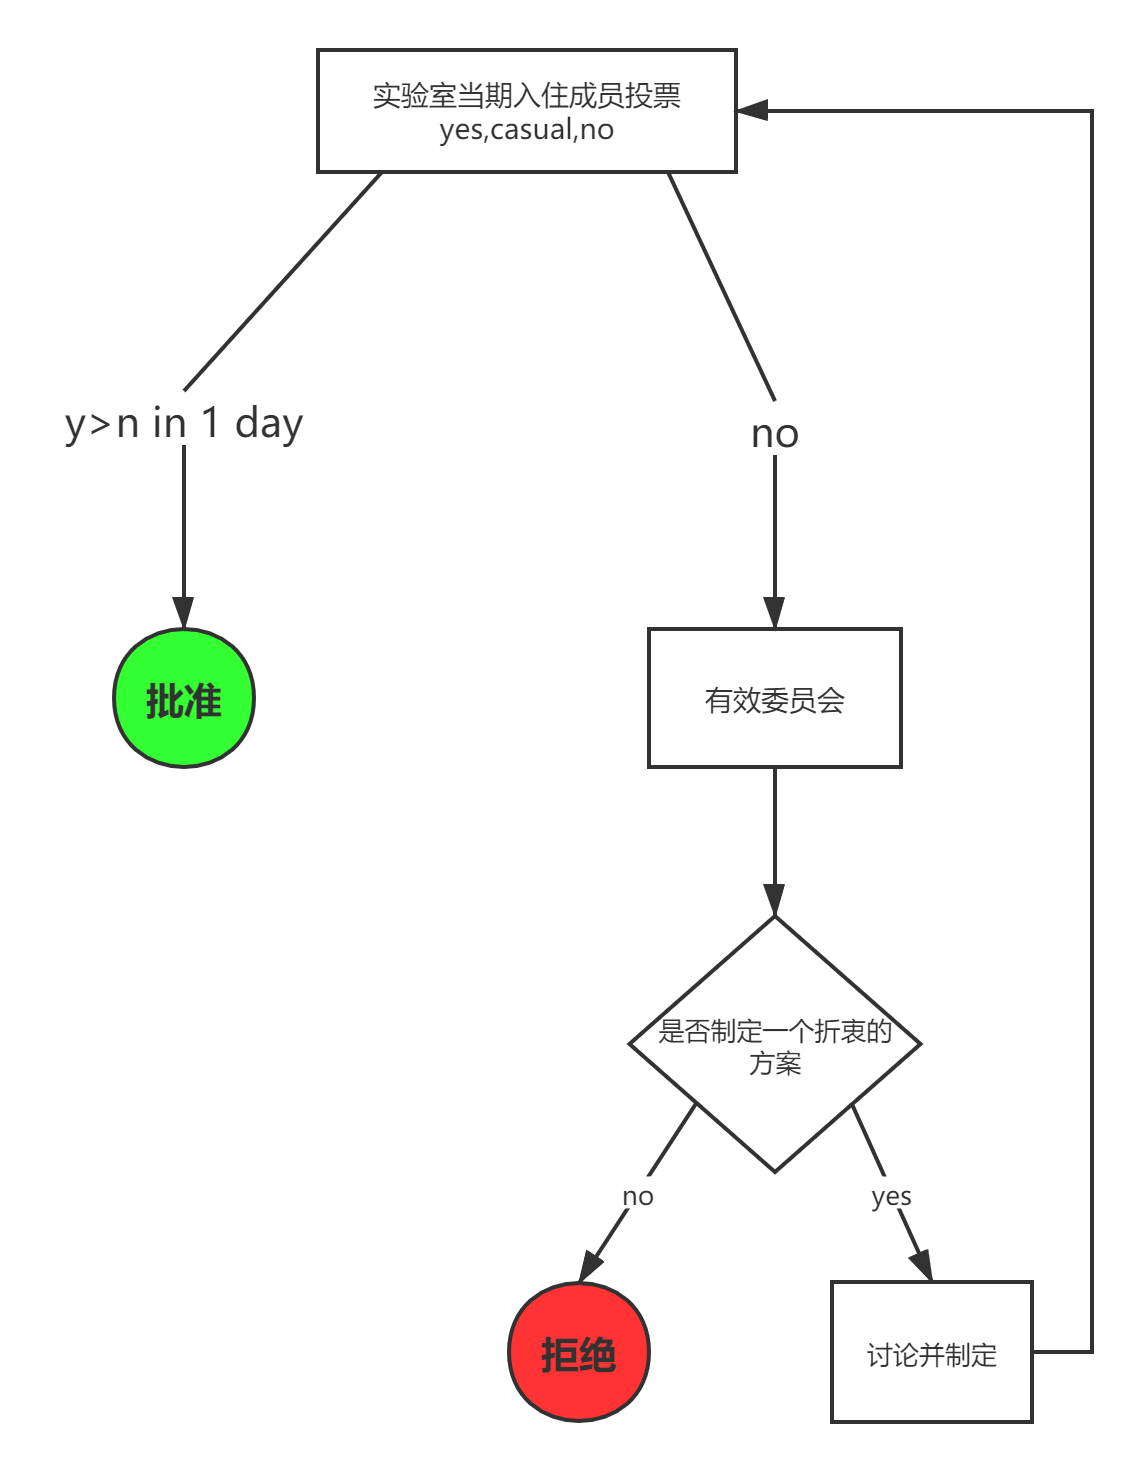 实验室当期入住成员投票
yes,casual,no
y>n in 1 day
no
批准
有效委员会
是否制定一个折衷的
方案
no
yes
拒绝
讨论并制定